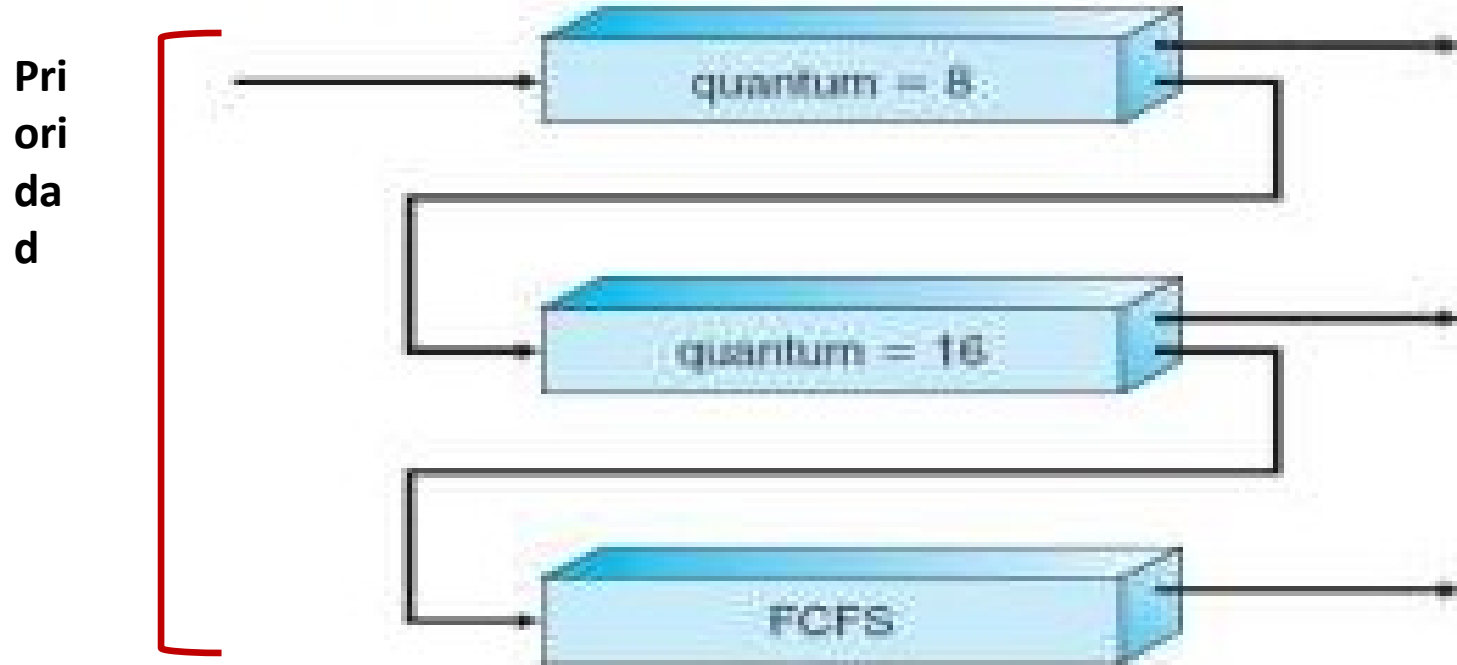 Pri
ori
da
d
quantum = 8
quantum = 16
FCFS